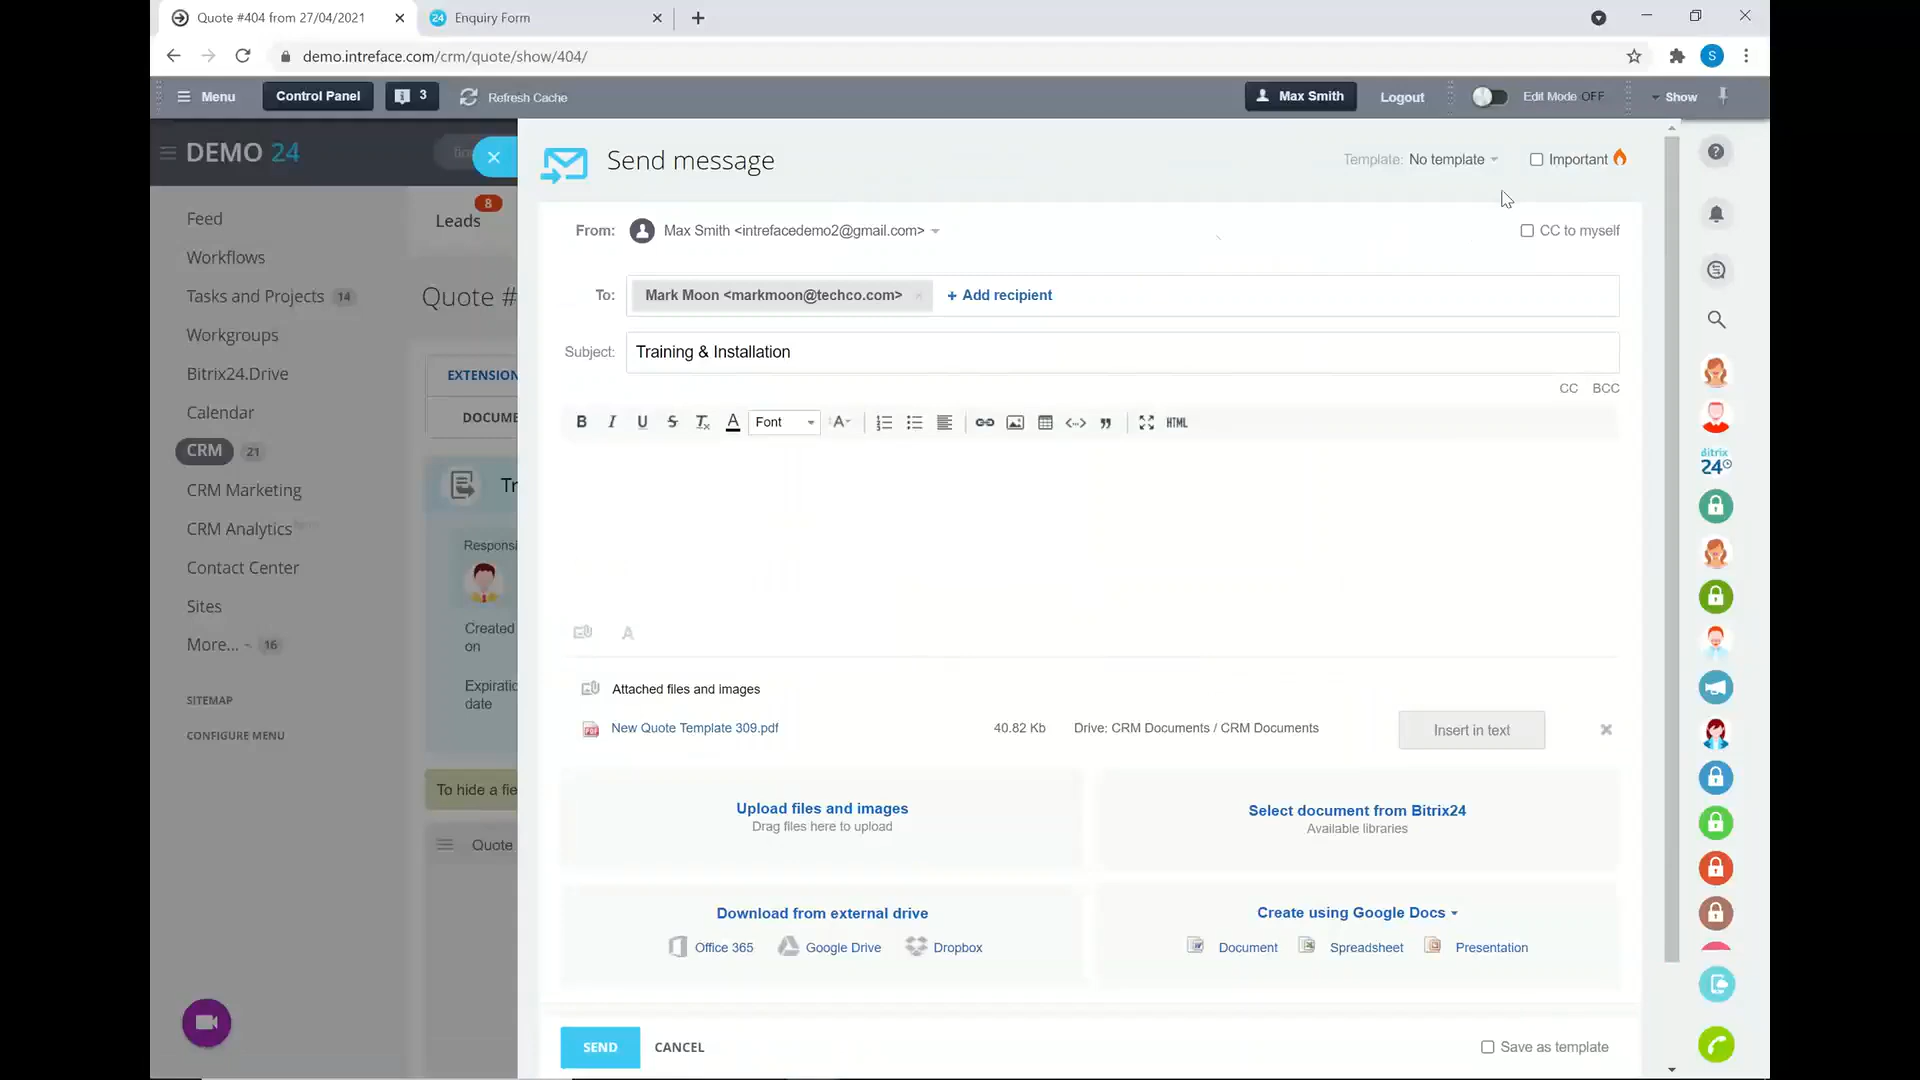 Quote #404 from 27/04/2021
24 Enquiry Form
demo.intreface.com/crm/quote/show/404/
S
Menu
Control Panel
3
Refresh Cache
Max Smith
Logout
Edit Mode OFF
Show
DEMO 24
Feed
Workflows
Tasks and Projects 14
Workgroups
Bitrix24.Drive
Calendar
CRM 21
CRM Marketing
CRM Analytics
Contact Center
Sites
More... 16
SITEMAP
CONFIGURE MENU
Leads 8
Quote #
EXTENSION
DOCUME
Tr
Responsi
Created
on
Expiratio
date
To hide a fie
Quote
Send message
Template: No template
Important
From: Max Smith <intrefacedemo2@gmail.com>
CC to myself
To: Mark Moon <markmoon@techco.com> + Add recipient
Subject: Training & Installation
CC BCC
B I U S Tx A Font A HTML
A
Attached files and images
PDF New Quote Template 309.pdf 40.82 Kb Drive: CRM Documents / CRM Documents Insert in text
Upload files and images
Drag files here to upload
Select document from Bitrix24
Available libraries
Download from external drive
Office 365 Google Drive Dropbox
Create using Google Docs
Document Spreadsheet Presentation
SEND CANCEL
Save as template
Bitrix
24